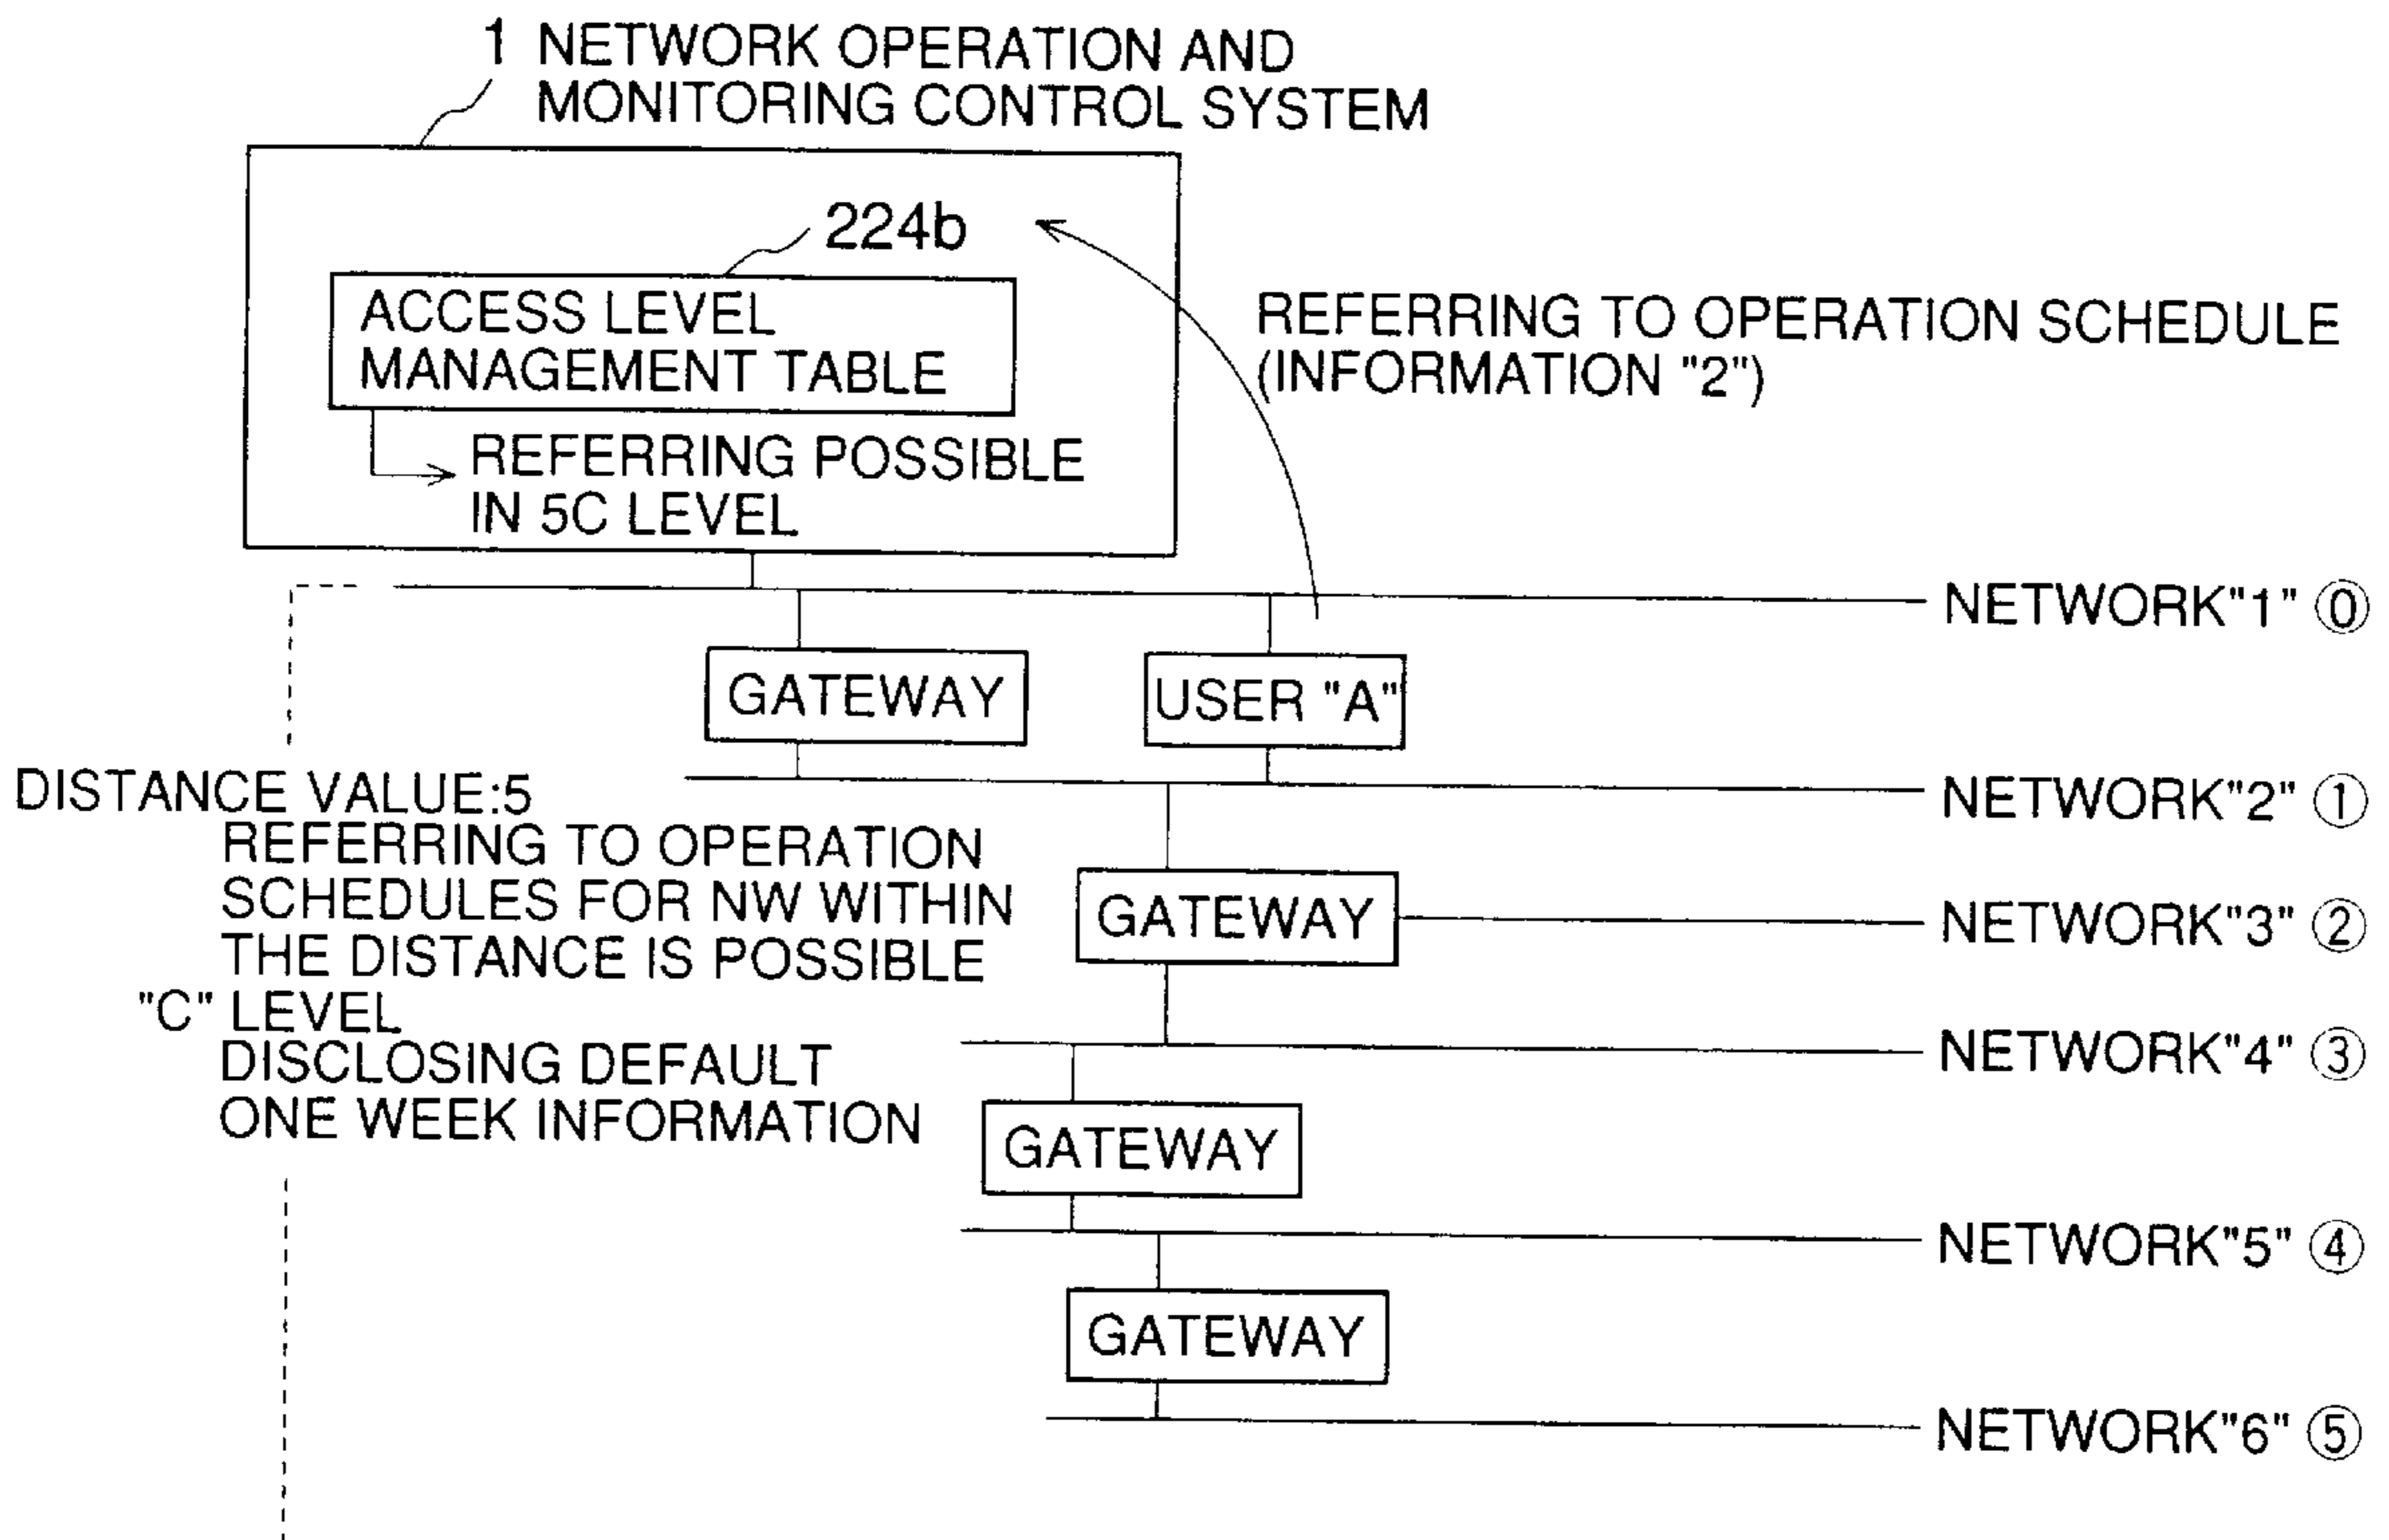 1 NETWORK OPERATION AND
MONITORING CONTROL SYSTEM
224b
ACCESS LEVEL
MANAGEMENT TABLE
REFERRING POSSIBLE
IN 5C LEVEL
REFERRING TO OPERATION SCHEDULE
(INFORMATION "2")
NETWORK"1" ⓪
GATEWAY
USER "A"
NETWORK"2" ①
DISTANCE VALUE:5
REFERRING TO OPERATION
SCHEDULES FOR NW WITHIN
THE DISTANCE IS POSSIBLE
"C" LEVEL
DISCLOSING DEFAULT
ONE WEEK INFORMATION
GATEWAY
NETWORK"3" ②
NETWORK"4" ③
GATEWAY
NETWORK"5" ④
GATEWAY
NETWORK"6" ⑤